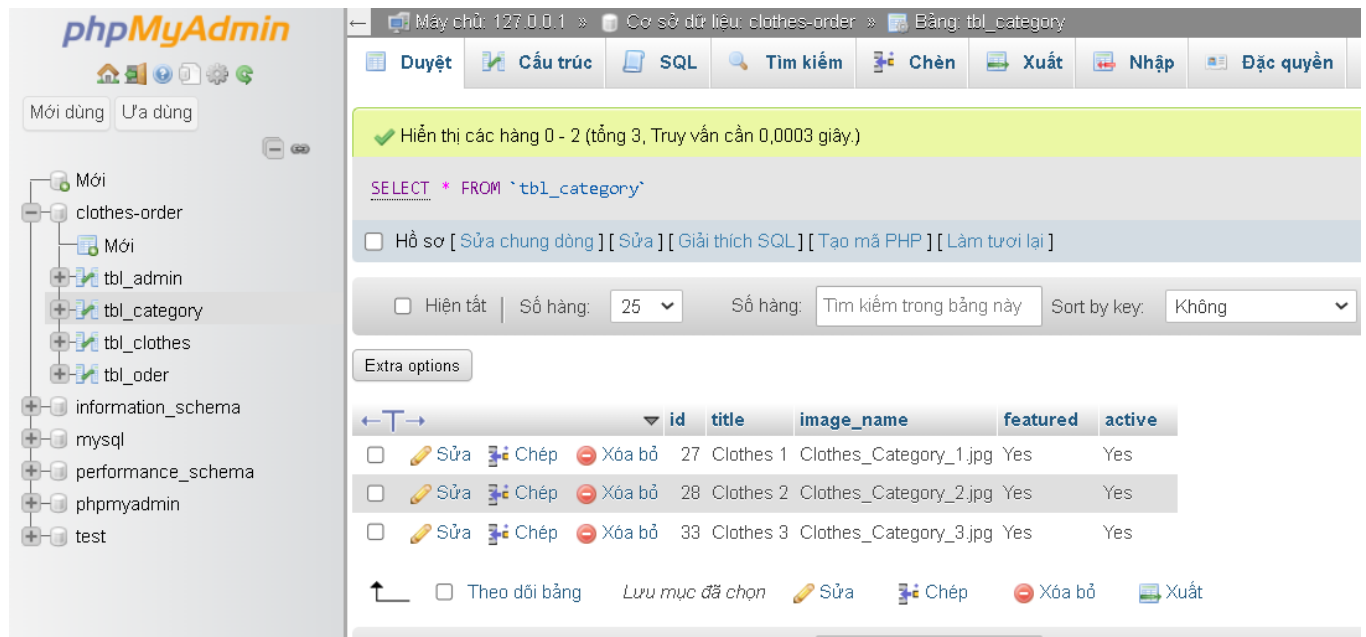 phpMyAdmin
Mới dùng Ưa dùng
Mới
clothes-order
Mới
tbl_admin
tbl_category
tbl_clothes
tbl_oder
information_schema
mysql
performance_schema
phpmyadmin
test
← Máy chủ: 127.0.0.1 » Cơ sở dữ liệu: clothes-order » Bảng: tbl_category
Duyệt Cấu trúc SQL Tìm kiếm Chèn Xuất Nhập Đặc quyền
Hiển thị các hàng 0 - 2 (tổng 3, Truy vấn cần 0,0003 giây.)
SELECT * FROM `tbl_category`
Hồ sơ [ Sửa chung dòng ] [ Sửa ] [ Giải thích SQL ] [ Tạo mã PHP ] [ Làm tươi lại ]
Hiện tất | Số hàng: 25 Số hàng: Tìm kiếm trong bảng này Sort by key: Không
Extra options
←T→ id title image_name featured active
Sửa Chép Xóa bỏ 27 Clothes 1 Clothes_Category_1.jpg Yes Yes
Sửa Chép Xóa bỏ 28 Clothes 2 Clothes_Category_2.jpg Yes Yes
Sửa Chép Xóa bỏ 33 Clothes 3 Clothes_Category_3.jpg Yes Yes
Theo dõi bảng Lưu mục đã chọn Sửa Chép Xóa bỏ Xuất